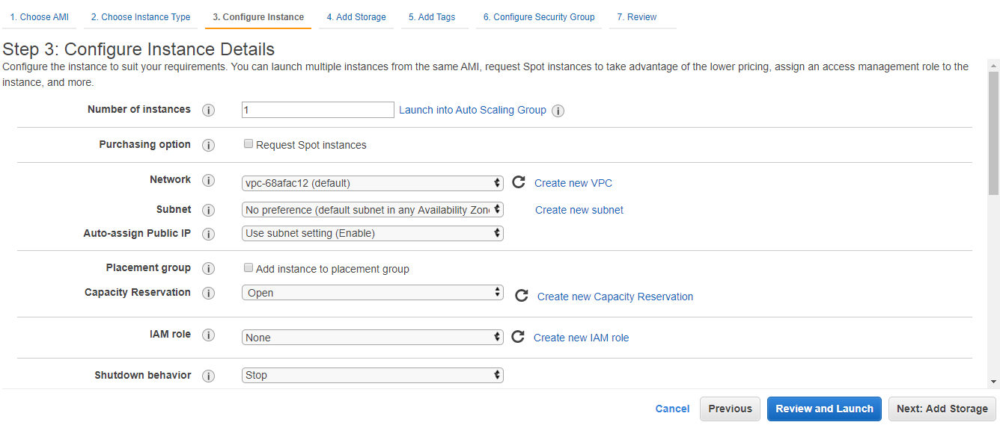 1. Choose AMI 2. Choose Instance Type 3. Configure Instance 4. Add Storage 5. Add Tags 6. Configure Security Group 7. Review
Step 3: Configure Instance Details
Configure the instance to suit your requirements. You can launch multiple instances from the same AMI, request Spot instances to take advantage of the lower pricing, assign an access management role to the
instance, and more.
Number of instances i 1 Launch into Auto Scaling Group i
Purchasing option i Request Spot instances
Network i vpc-68afac12 (default) Create new VPC
Subnet i No preference (default subnet in any Availability Zon Create new subnet
Auto-assign Public IP i Use subnet setting (Enable)
Placement group i Add instance to placement group
Capacity Reservation i Open Create new Capacity Reservation
IAM role i None Create new IAM role
Shutdown behavior i Stop
Cancel Previous Review and Launch Next: Add Storage